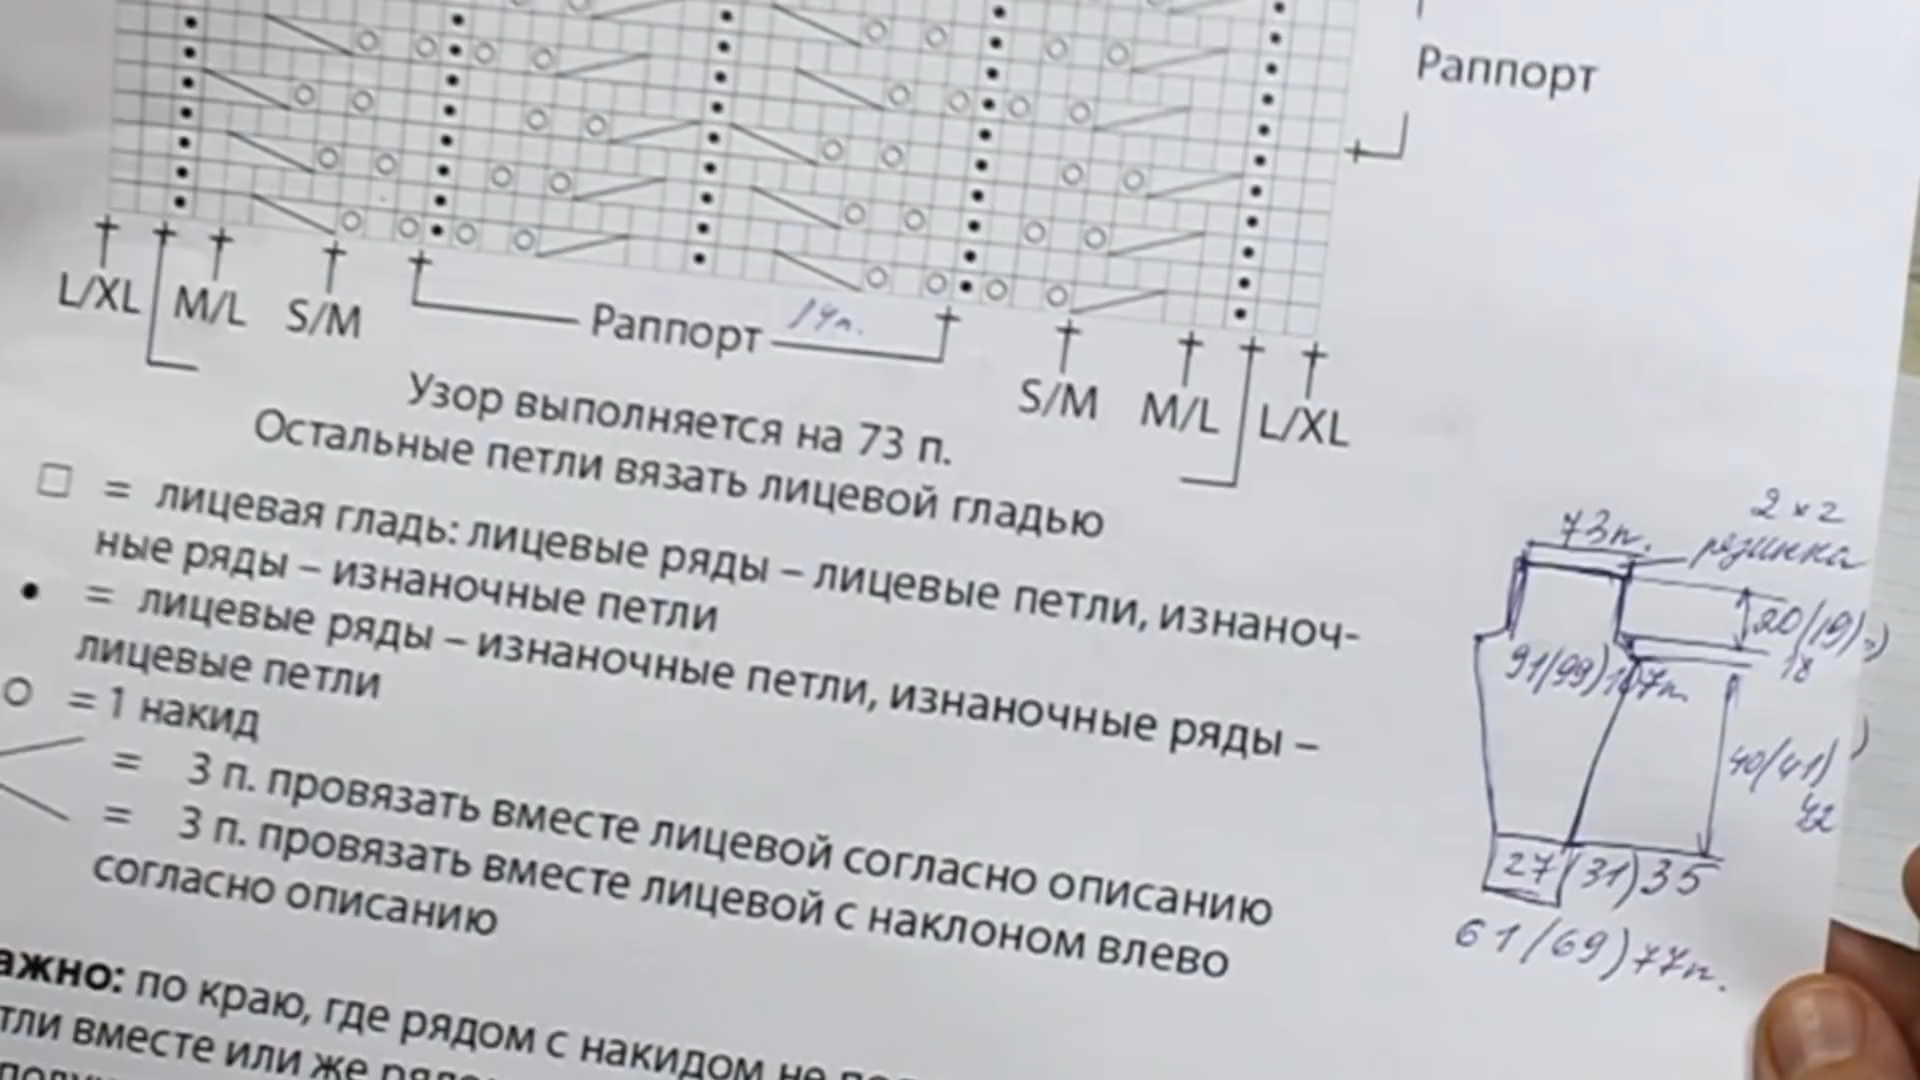 Раппорт
L/XL M/L S/M
Раппорт 14п.
S/M M/L L/XL
Узор выполняется на 73 п.
Остальные петли вязать лицевой гладью
□ = лицевая гладь: лицевые ряды – лицевые петли, изнаноч-
ные ряды – изнаночные петли
• = лицевые ряды – изнаночные петли, изнаночные ряды –
лицевые петли
○ = 1 накид
= 3 п. провязать вместе лицевой согласно описанию
= 3 п. провязать вместе лицевой с наклоном влево
согласно описанию
ажно: по краю, где рядом с накидом не
тли вместе или же
2 x 2
73п. резинка
20(19)
18
91(99)107п.
40(41)
42
27(31)35
61(69)77п.